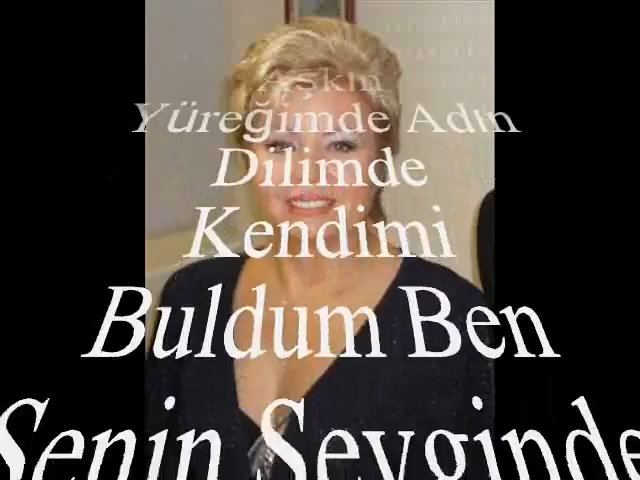 Aşkın
Yüreğimde Adın
Dilimde
Kendimi
Buldum Ben
Senin Sevginde